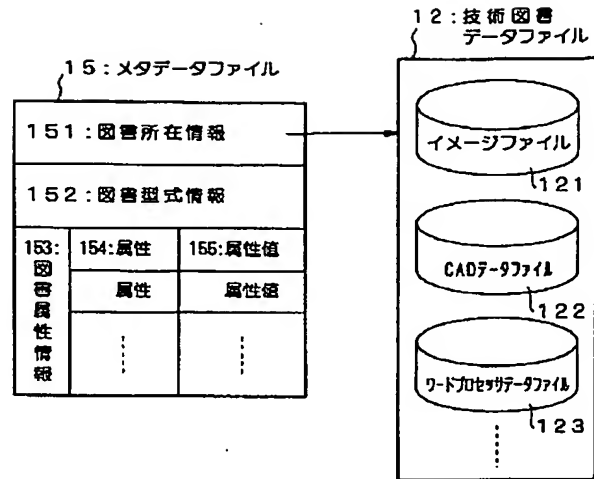 15:メタデータファイル
151:図書所在情報
152:図書型式情報
153:図書属性情報
154:属性
155:属性値
属性
属性値
12:技術図書
データファイル
イメージファイル
121
CADデータファイル
122
ワードプロセッサデータファイル
123